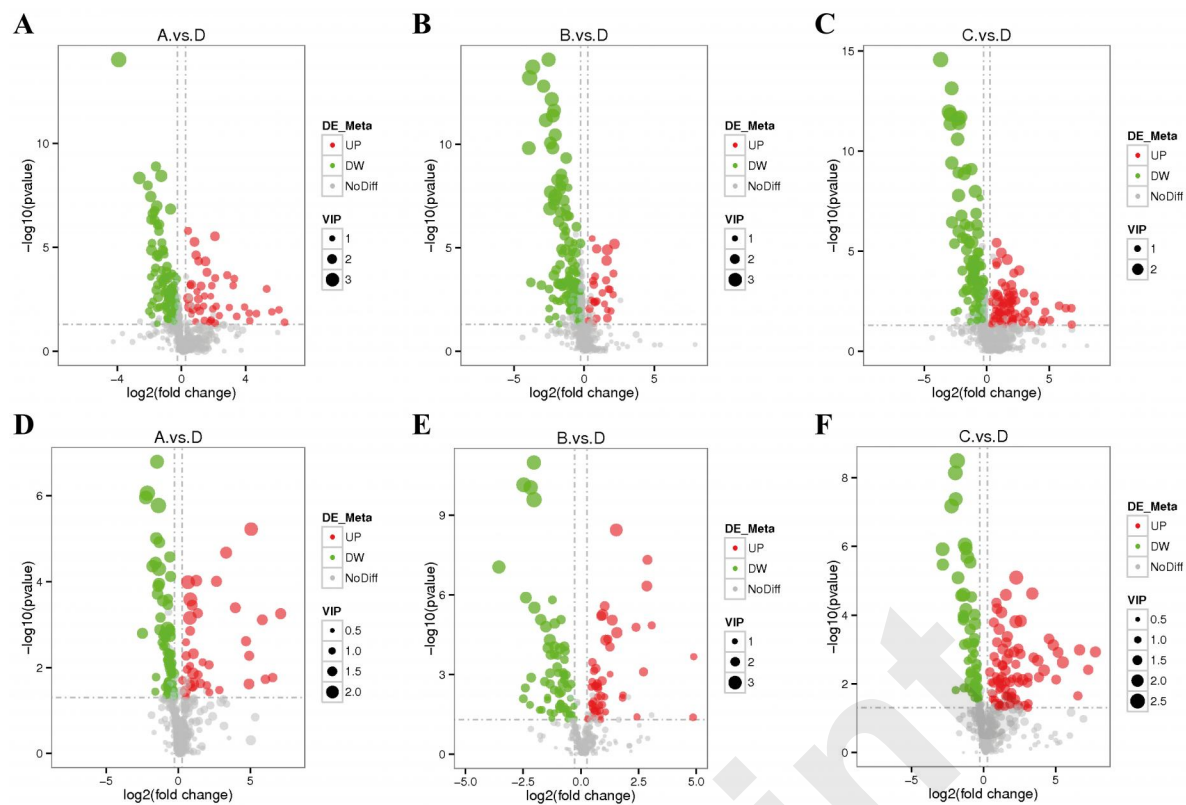 A
A.vs.D
−log10(pvalue)
10
5
0
−4
0
4
log2(fold change)
DE_Meta
UP
DW
NoDiff
VIP
1
2
3
B
B.vs.D
−log10(pvalue)
10
5
0
−5
0
5
log2(fold change)
DE_Meta
UP
DW
NoDiff
VIP
1
2
3
C
C.vs.D
−log10(pvalue)
15
10
5
0
−5
0
5
log2(fold change)
DE_Meta
UP
DW
NoDiff
VIP
1
2
D
A.vs.D
−log10(pvalue)
6
4
2
0
−5
0
5
log2(fold change)
DE_Meta
UP
DW
NoDiff
VIP
0.5
1.0
1.5
2.0
E
B.vs.D
−log10(pvalue)
9
6
3
0
−5.0
−2.5
0.0
2.5
5.0
log2(fold change)
DE_Meta
UP
DW
NoDiff
VIP
1
2
3
F
C.vs.D
−log10(pvalue)
8
6
4
2
0
−5
0
5
log2(fold change)
DE_Meta
UP
DW
NoDiff
VIP
0.5
1.0
1.5
2.0
2.5
int